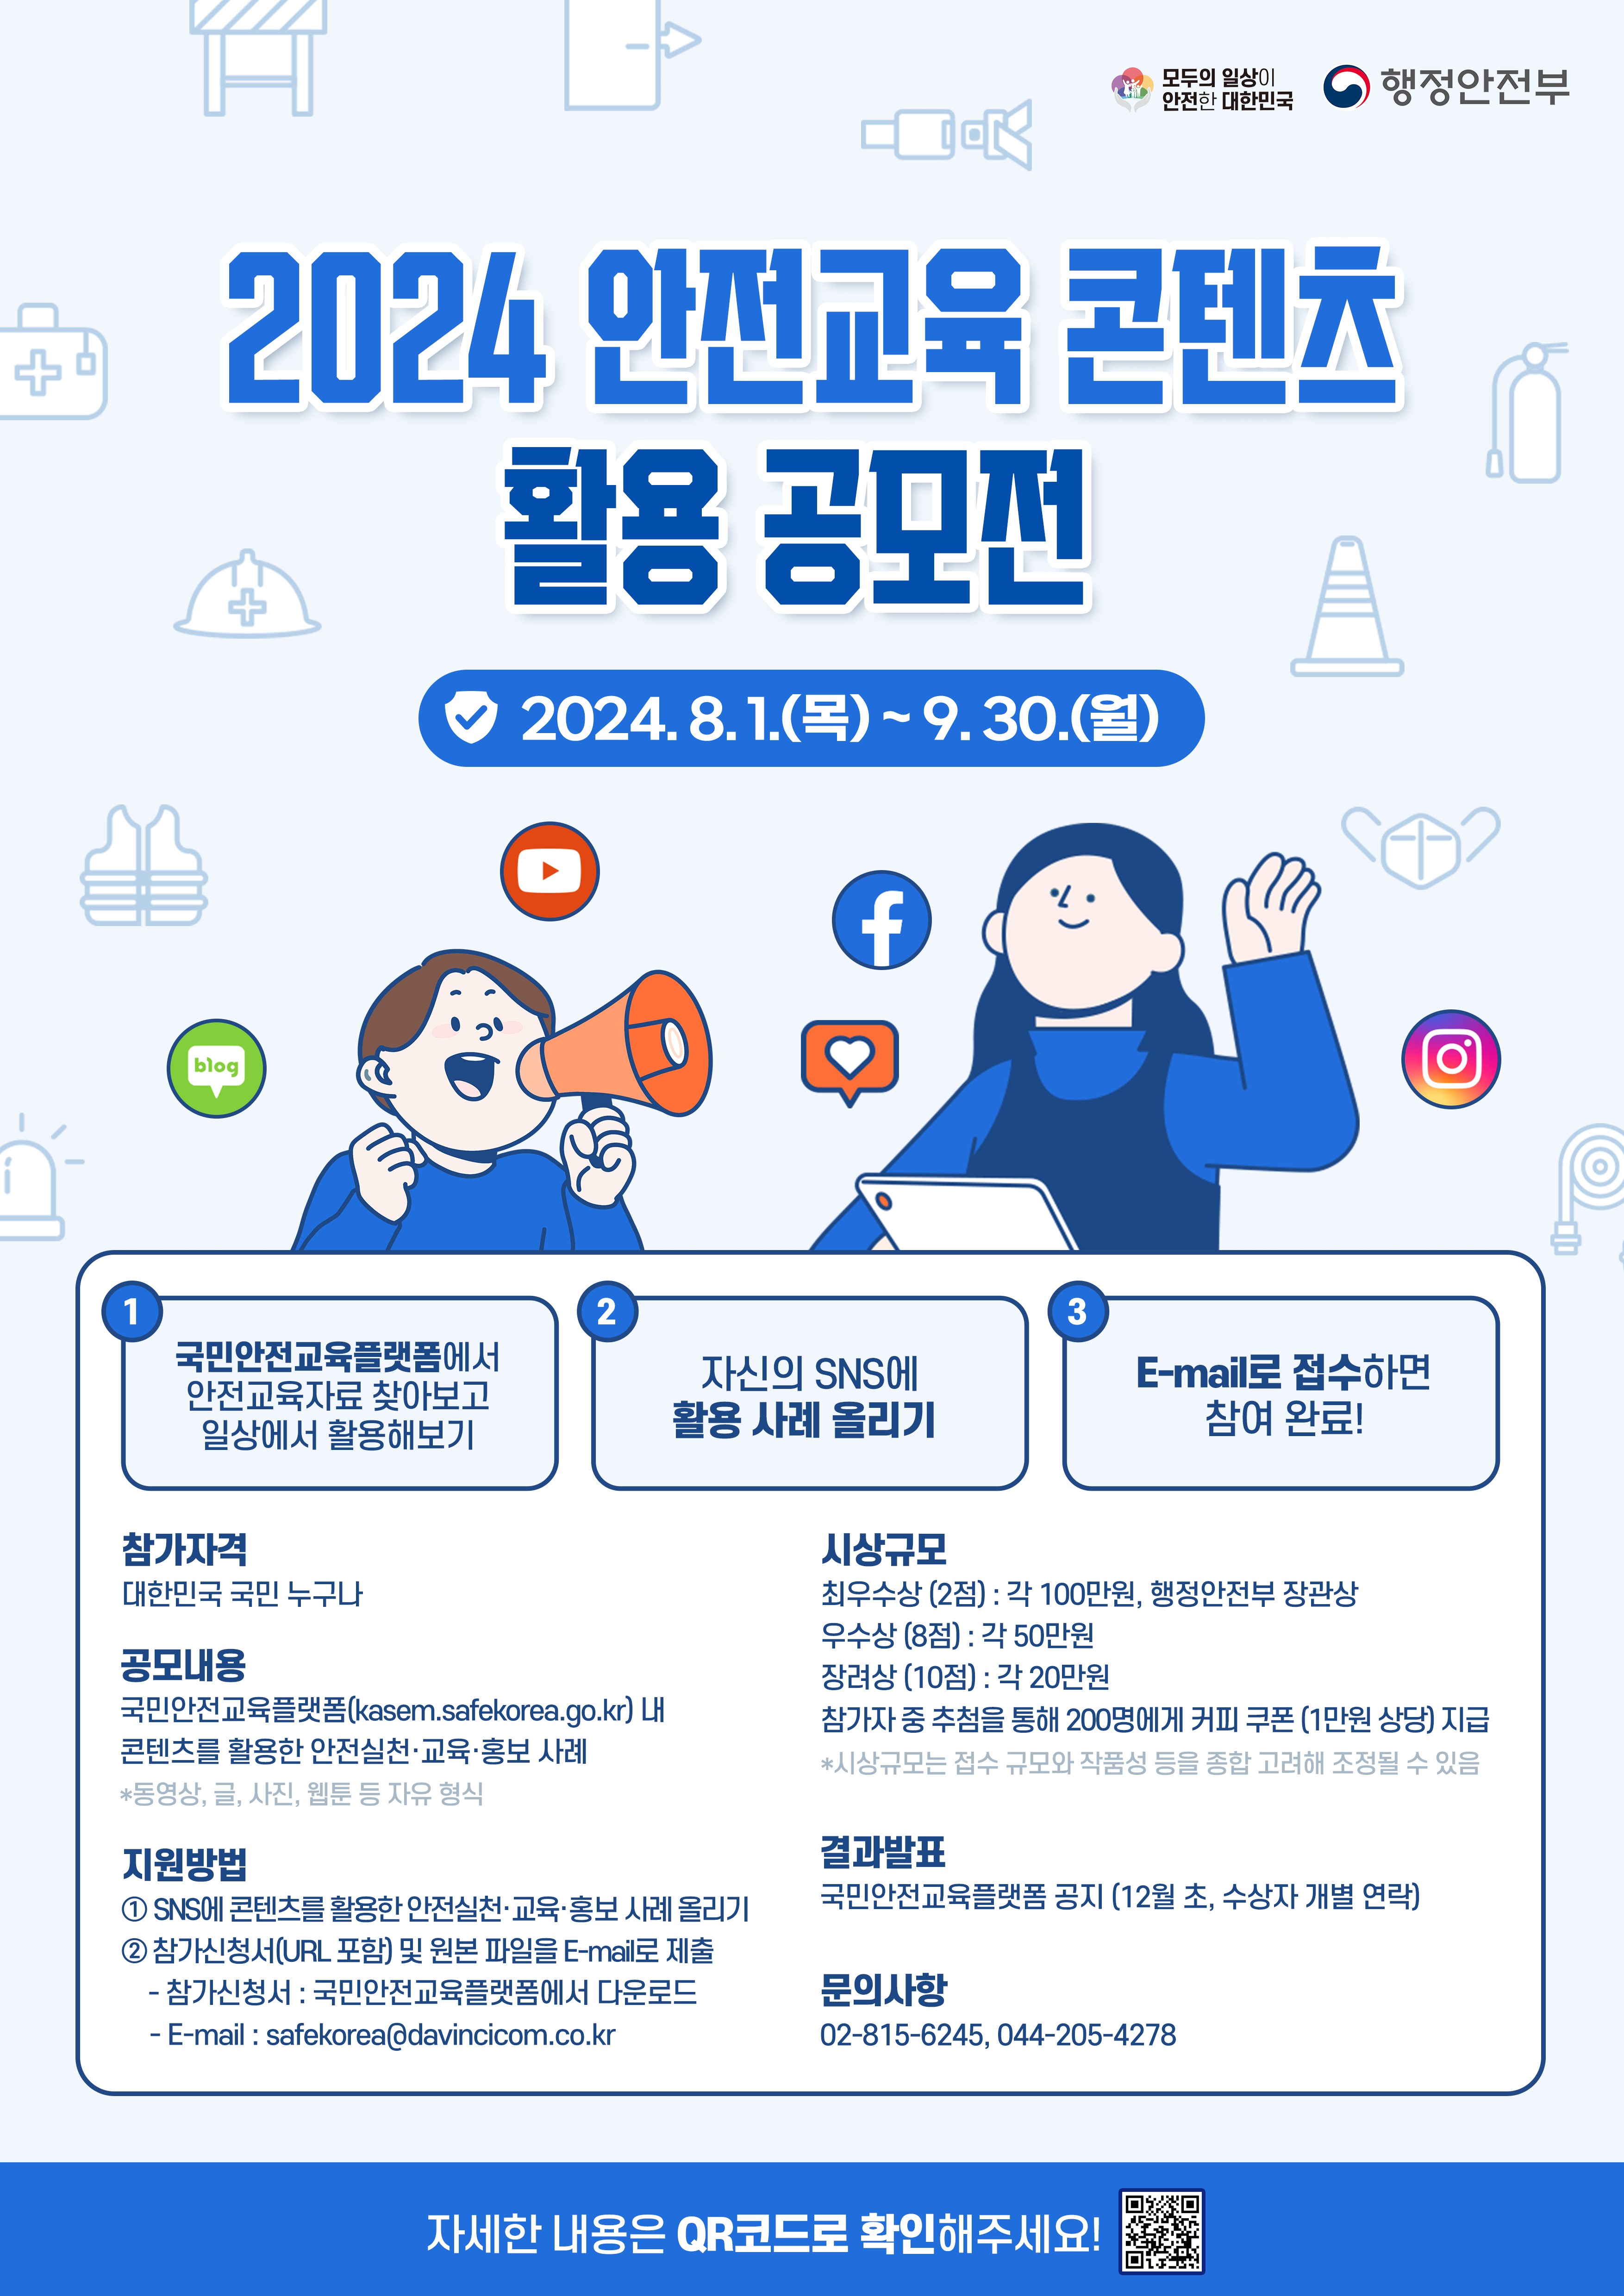 모두의 일상이
안전한 대한민국
행정안전부
2024 안전교육 콘텐츠
활용 공모전
2024. 8. 1.(목) ~ 9. 30.(월)
blog
1
국민안전교육플랫폼에서
안전교육자료 찾아보고
일상에서 활용해보기
2
자신의 SNS에
활용 사례 올리기
3
E-mail로 접수하면
참여 완료!
참가자격
대한민국 국민 누구나
공모내용
국민안전교육플랫폼(kasem.safekorea.go.kr) 내
콘텐츠를 활용한 안전실천·교육·홍보 사례
*동영상, 글, 사진, 웹툰 등 자유 형식
지원방법
① SNS에 콘텐츠를 활용한 안전실천·교육·홍보 사례 올리기
② 참가신청서(URL 포함) 및 원본 파일을 E-mail로 제출
- 참가신청서 : 국민안전교육플랫폼에서 다운로드
- E-mail : safekorea@davincicom.co.kr
시상규모
최우수상 (2점) : 각 100만원, 행정안전부 장관상
우수상 (8점) : 각 50만원
장려상 (10점) : 각 20만원
참가자 중 추첨을 통해 200명에게 커피 쿠폰 (1만원 상당) 지급
*시상규모는 접수 규모와 작품성 등을 종합 고려해 조정될 수 있음
결과발표
국민안전교육플랫폼 공지 (12월 초, 수상자 개별 연락)
문의사항
02-815-6245, 044-205-4278
자세한 내용은 QR코드로 확인해주세요!